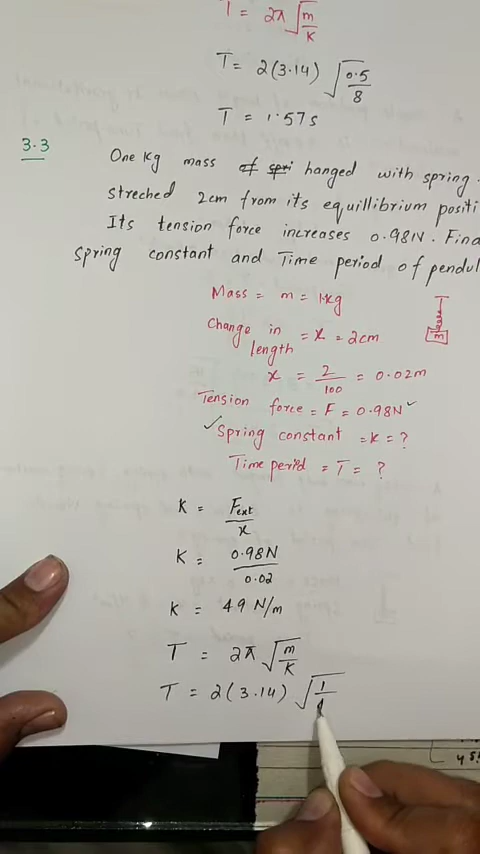 T = 2π √m/K
T = 2(3.14) √0.5/8
T = 1.57s
3.3
One Kg mass of spri hanged with spring.
streched 2cm from its equillibrium positi
Its tension force increases 0.98N. Find
spring constant and Time period of pendul
Mass = m = 1kg
m
Change in length = x = 2cm
x = 2/100 = 0.02m
Tension force = F = 0.98N ✓
✓ Spring constant = K = ?
Time period = T = ?
K = Fext/x
K = 0.98N/0.02
K = 49 N/m
T = 2π √m/K
T = 2(3.14) √1/